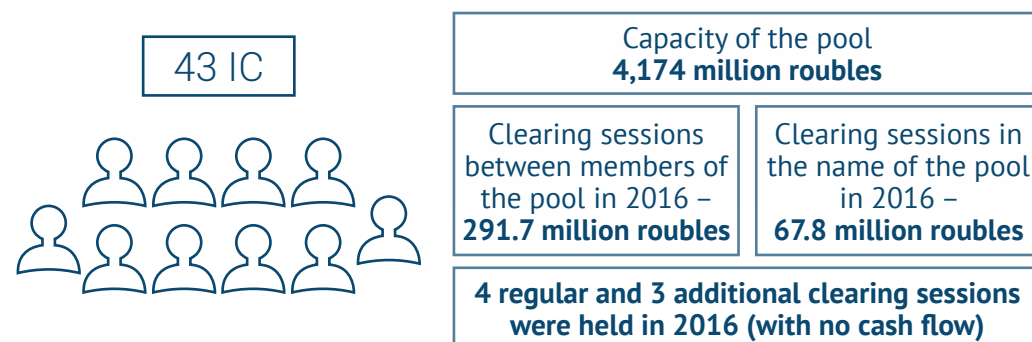 43 IC
Capacity of the pool
4,174 million roubles
Clearing sessions
between members of
the pool in 2016 –
291.7 million roubles
Clearing sessions in
the name of the pool
in 2016 –
67.8 million roubles
4 regular and 3 additional clearing sessions
were held in 2016 (with no cash flow)